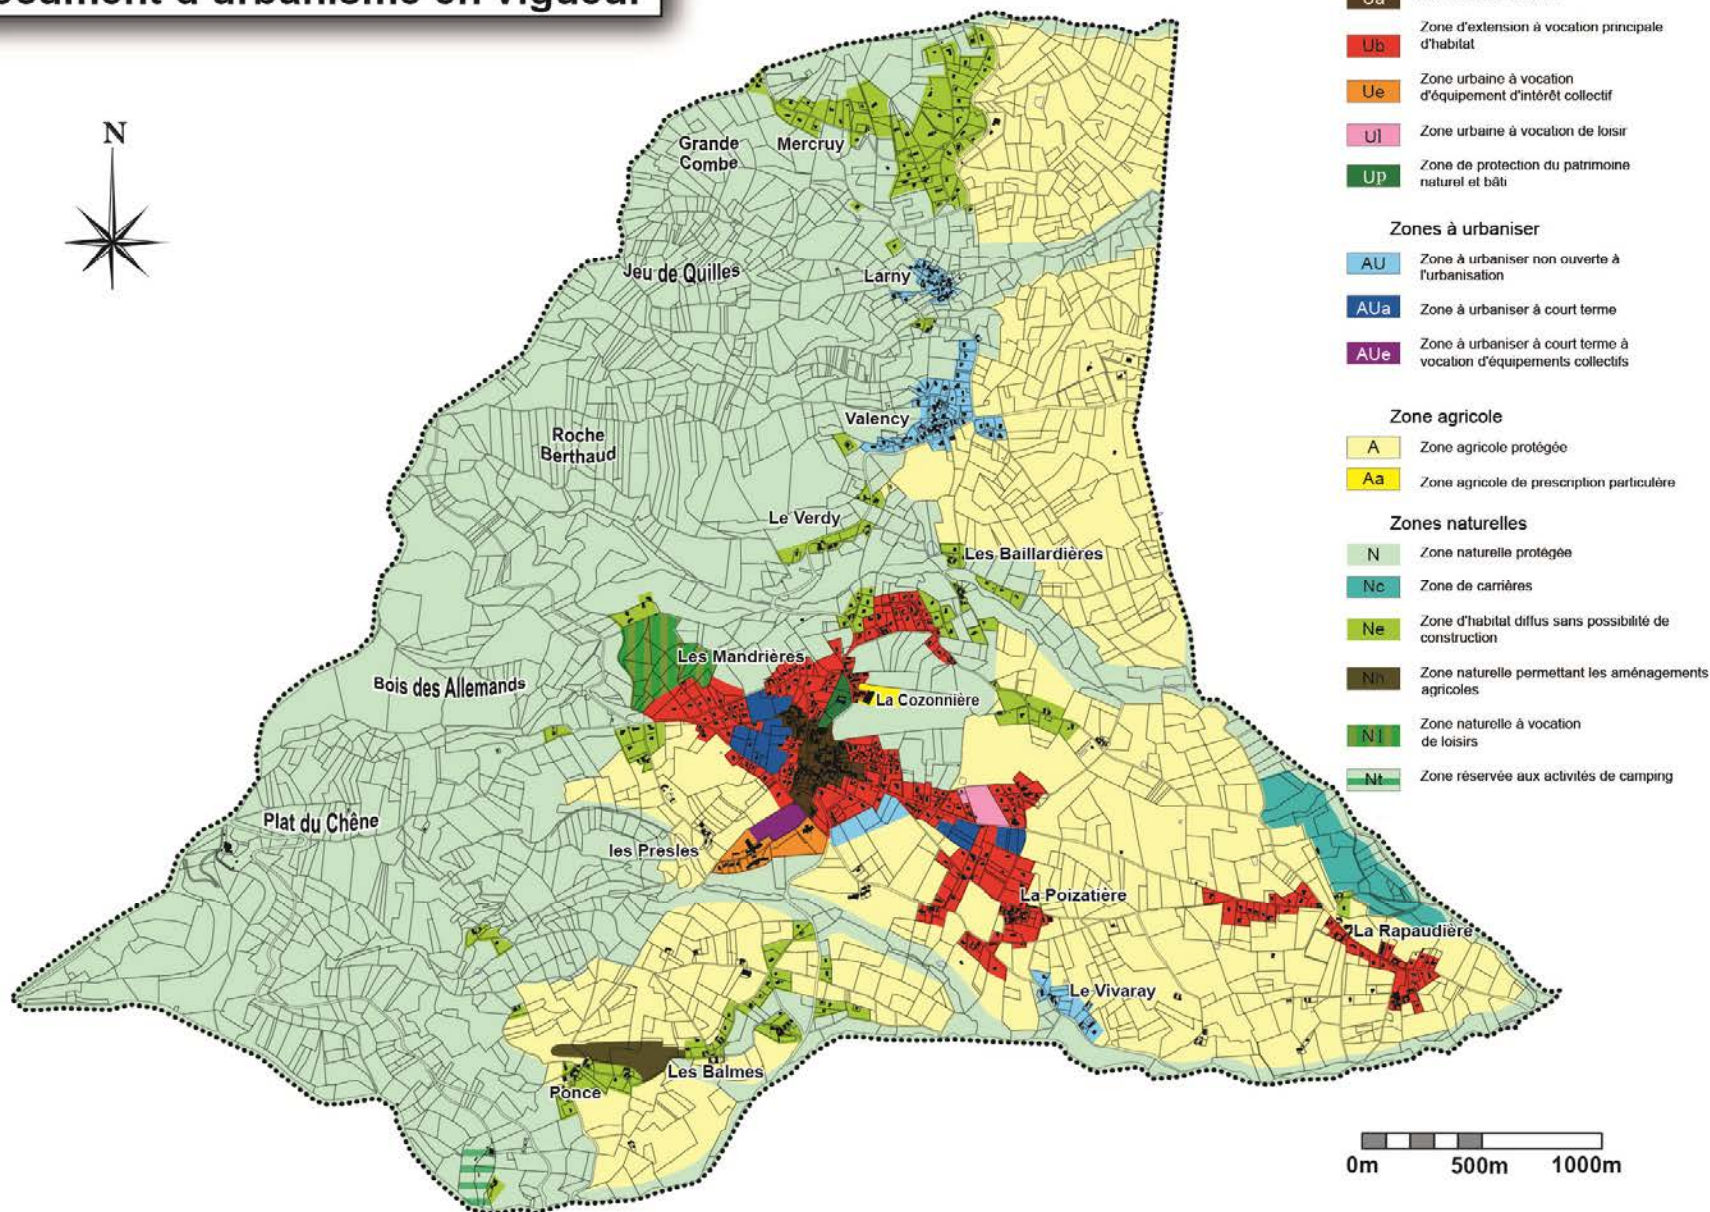 Ua
Ub
Zone d'extension à vocation principale
d'habitat
Ue
Zone urbaine à vocation
d'équipement d'intérêt collectif
Ul
Zone urbaine à vocation de loisir
Up
Zone de protection du patrimoine
naturel et bâti
Zones à urbaniser
AU
Zone à urbaniser non ouverte à
l'urbanisation
AUa
Zone à urbaniser à court terme
AUe
Zone à urbaniser à court terme à
vocation d'équipements collectifs
Zone agricole
A
Zone agricole protégée
Aa
Zone agricole de prescription particulère
Zones naturelles
N
Zone naturelle protégée
Nc
Zone de carrières
Ne
Zone d'habitat diffus sans possibilité de
construction
Nh
Zone naturelle permettant les aménagements
agricoles
Nl
Zone naturelle à vocation
de loisirs
Nt
Zone réservée aux activités de camping
N
Grande
Combe
Mercruy
Jeu de Quilles
Larny
Valency
Roche
Berthaud
Le Verdy
Les Baillardières
Les Mandrières
Bois des Allemands
La Cozonnière
Plat du Chêne
les Presles
La Poizatière
La Rapaudière
Le Vivaray
Les Balmes
Ponce
0m
500m
1000m